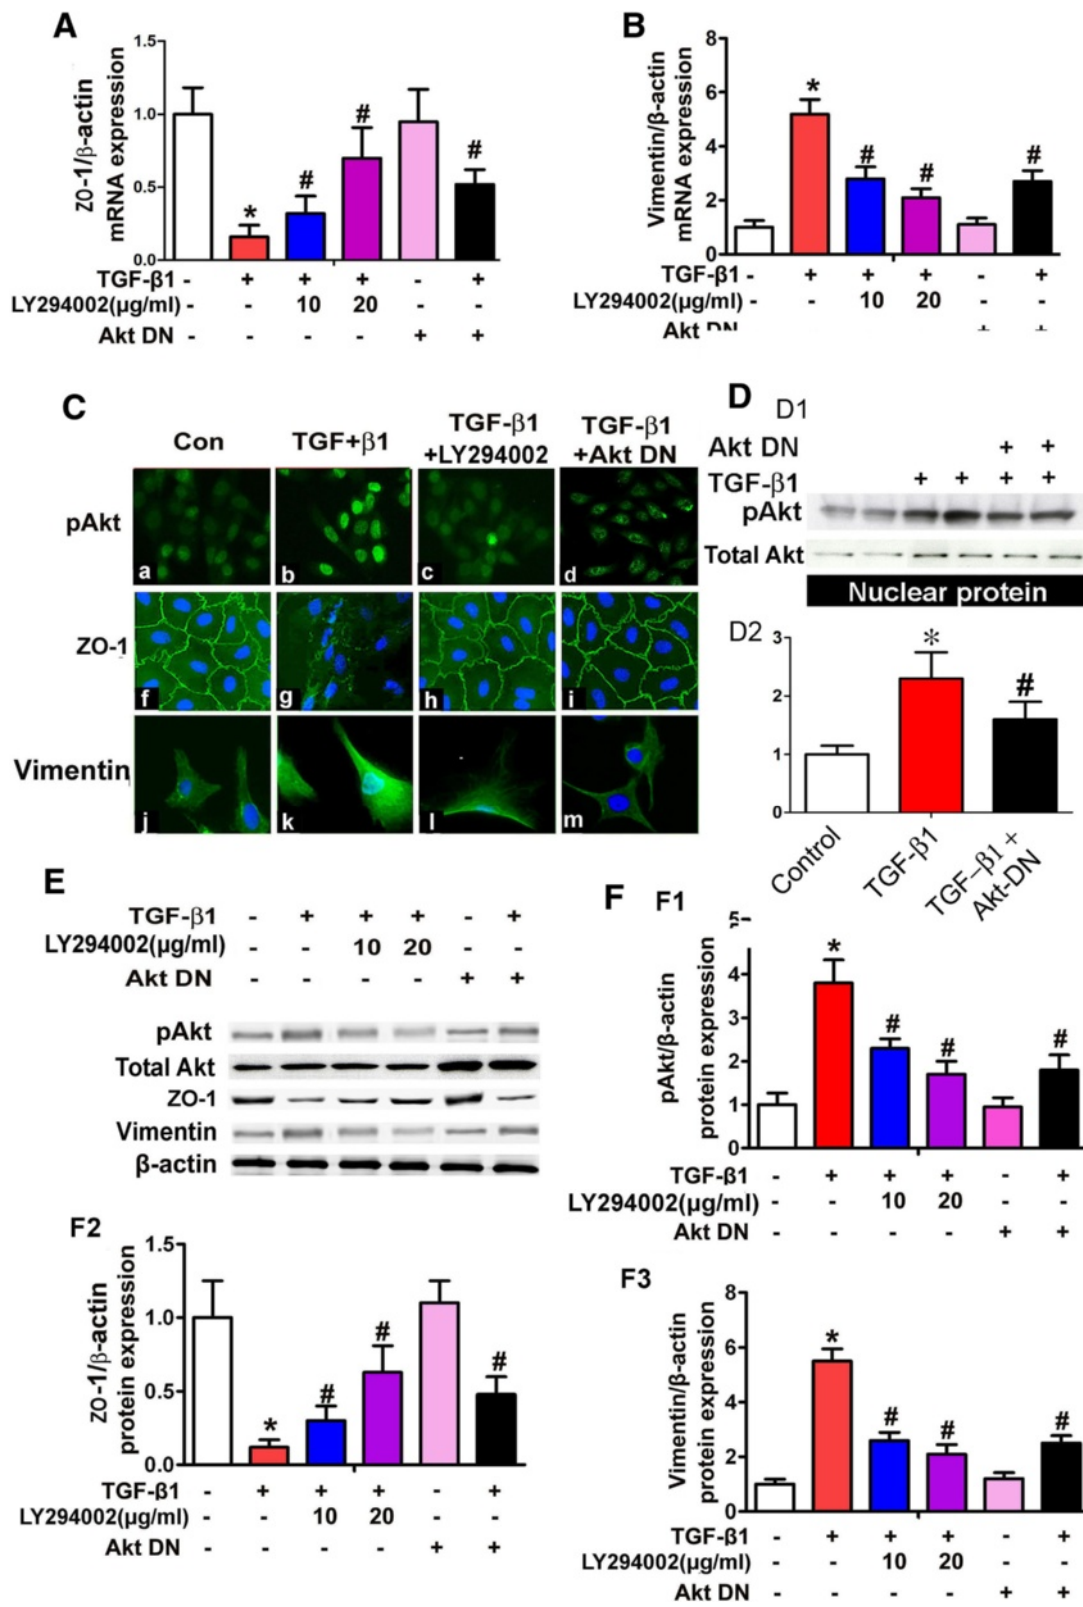 A
ZO-1/β-actin
mRNA expression
1.5
1.0
0.5
0.0
*
#
#
#
TGF-β1 - + + + - +
LY294002(μg/ml) - - 10 20 - -
Akt DN - - - - + +
B
Vimentin/β-actin
mRNA expression
8
6
4
2
0
*
#
#
#
TGF-β1 - + + + - +
LY294002(μg/ml) - - 10 20 - -
Akt DN - - - - + +
C
Con
TGF+β1
TGF-β1
+LY294002
TGF-β1
+Akt DN
pAkt
a b c d
ZO-1
f g h i
Vimentin
j k l m
D D1
Akt DN + +
TGF-β1 + + + +
pAkt
Total Akt
Nuclear protein
D2
3
2
1
0
*
#
Control
TGF-β1
TGF-β1 +
Akt-DN
E
TGF-β1 - + + + - +
LY294002(μg/ml) - - 10 20 - -
Akt DN - - - - + +
pAkt
Total Akt
ZO-1
Vimentin
β-actin
F F1
pAkt/β-actin
protein expression
5
4
3
2
1
0
*
#
#
#
TGF-β1 - + + + - +
LY294002(μg/ml) - - 10 20 - -
Akt DN - - - - + +
F2
ZO-1/β-actin
protein expression
1.5
1.0
0.5
0.0
*
#
#
#
TGF-β1 - + + + - +
LY294002(μg/ml) - - 10 20 - -
Akt DN - - - - + +
F3
Vimentin/β-actin
protein expression
8
6
4
2
0
*
#
#
#
TGF-β1 - + + + - +
LY294002(μg/ml) - - 10 20 - -
Akt DN - - - - + +